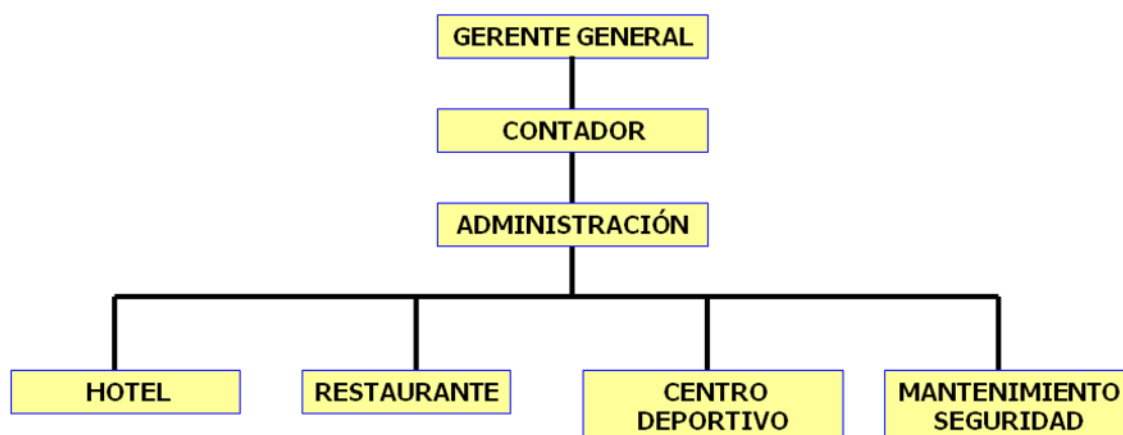 GERENTE GENERAL
CONTADOR
ADMINISTRACIÓN
HOTEL
RESTAURANTE
CENTRO
DEPORTIVO
MANTENIMIENTO
SEGURIDAD